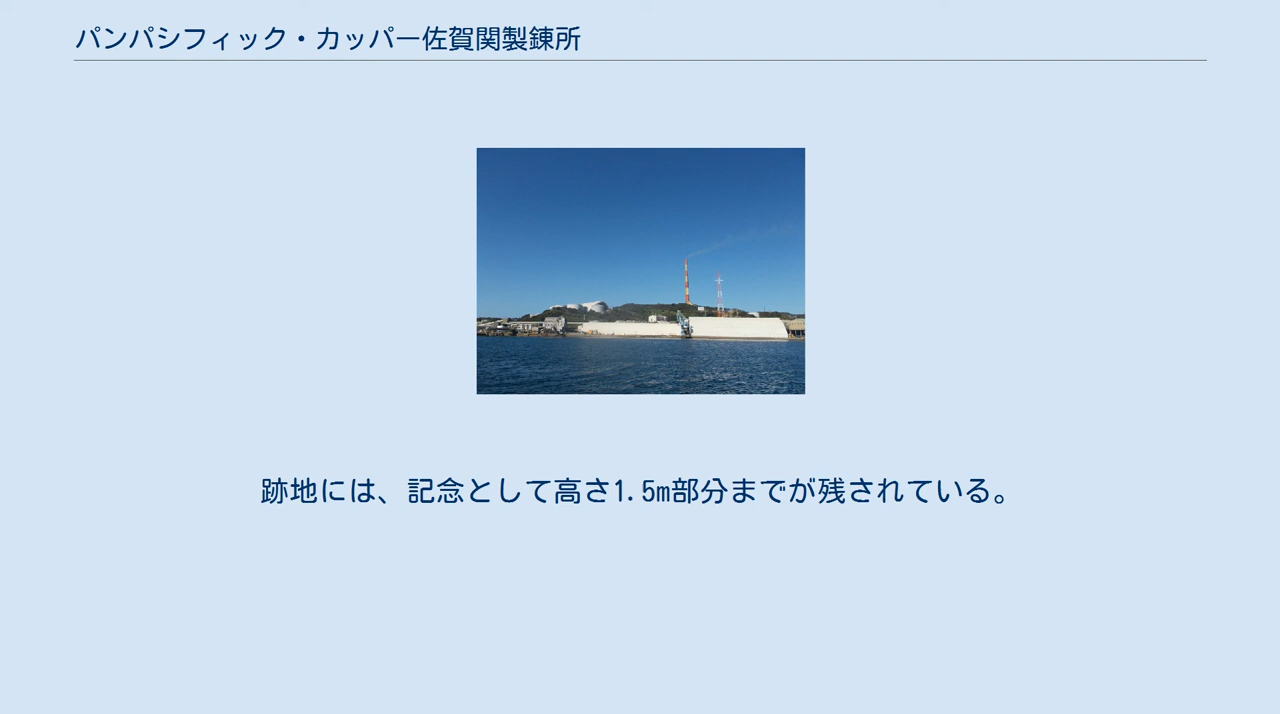 パンパシフィック・カッパー佐賀関製錬所
跡地には、記念として高さ1.5m部分までが残されている。